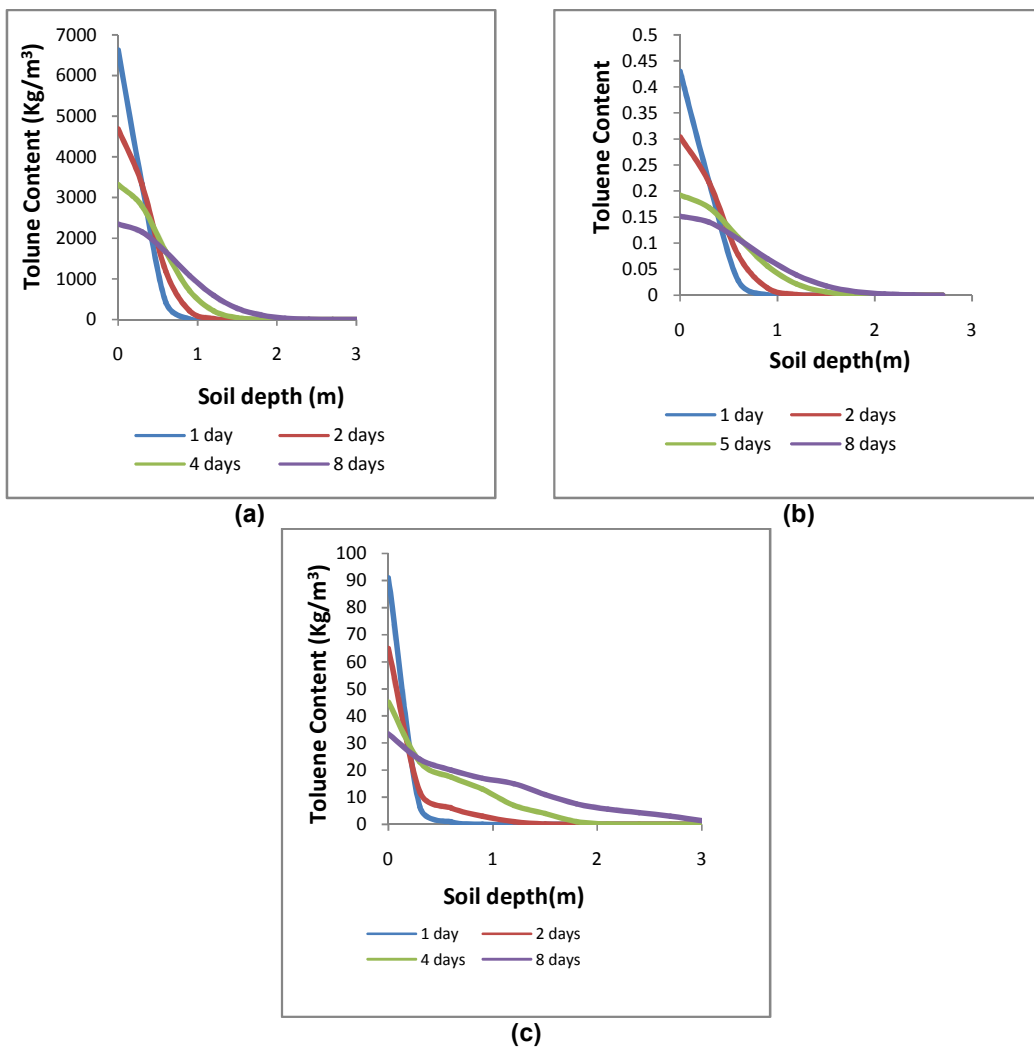 Tolune Content (Kg/m³)
7000
6000
5000
4000
3000
2000
1000
0
0 1 2 3
Soil depth (m)
1 day 2 days
4 days 8 days
(a)
Toluene Content
0.5
0.45
0.4
0.35
0.3
0.25
0.2
0.15
0.1
0.05
0
0 1 2 3
Soil depth(m)
1 day 2 days
5 days 8 days
(b)
Toluene Content (Kg/m³)
100
90
80
70
60
50
40
30
20
10
0
0 1 2 3
Soil depth(m)
1 day 2 days
4 days 8 days
(c)